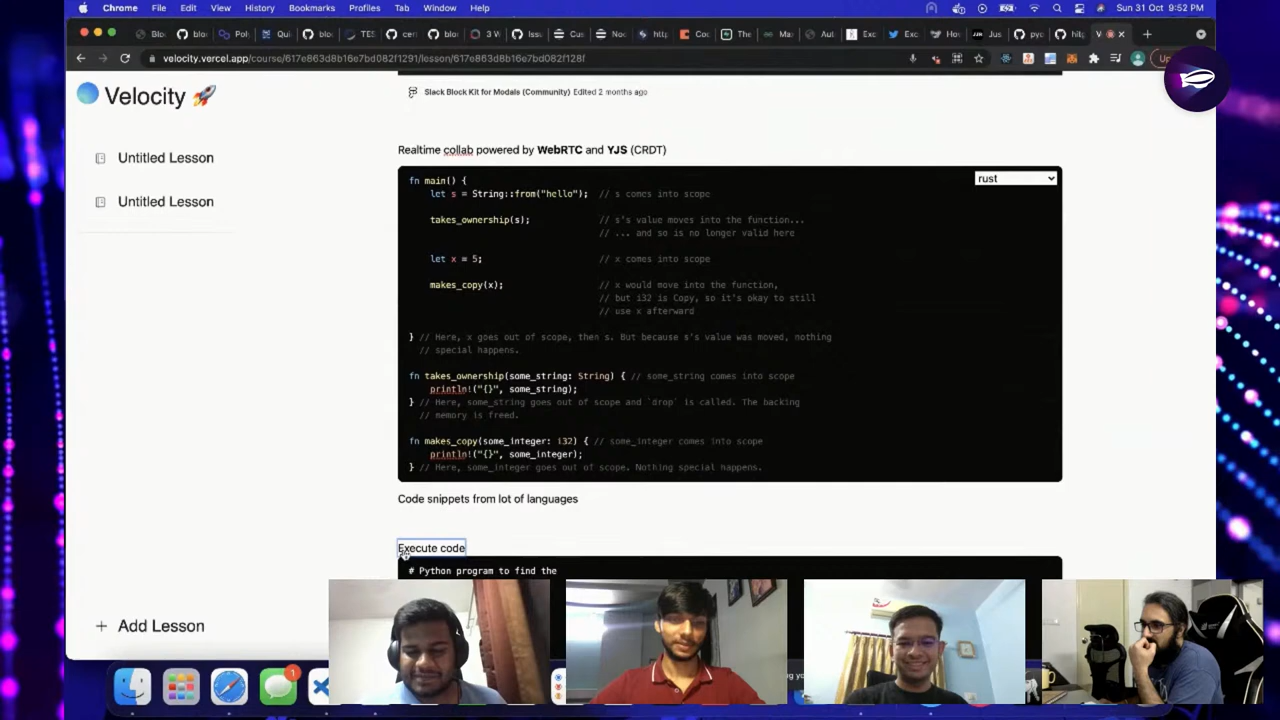 Chrome File Edit View History Bookmarks Profiles Tab Window Help
Sun 31 Oct 9:52 PM
velocity.vercel.app/course/617e863d8b16e7bd082f1291/lesson/617e863d8b16e7bd082f128f
Velocity 🚀
Untitled Lesson
Untitled Lesson
+ Add Lesson
Slack Block Kit for Modals (Community) Edited 2 months ago
Realtime collab powered by WebRTC and YJS (CRDT)
rust
fn main() {
let s = String::from("hello"); // s comes into scope
takes_ownership(s); // s's value moves into the function...
// ... and so is no longer valid here
let x = 5; // x comes into scope
makes_copy(x); // x would move into the function,
// but i32 is Copy, so it's okay to still
// use x afterward
} // Here, x goes out of scope, then s. But because s's value was moved, nothing
// special happens.
fn takes_ownership(some_string: String) { // some_string comes into scope
println!("{}", some_string);
} // Here, some_string goes out of scope and `drop` is called. The backing
// memory is freed.
fn makes_copy(some_integer: i32) { // some_integer comes into scope
println!("{}", some_integer);
} // Here, some_integer goes out of scope. Nothing special happens.
Code snippets from lot of languages
Execute code
# Python program to find the